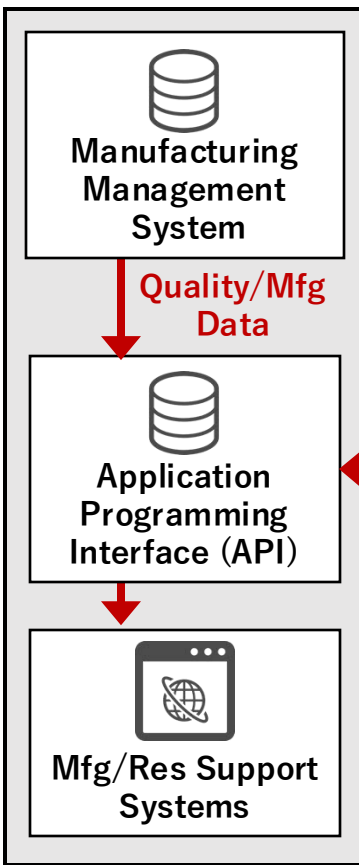 Manufacturing
Management
System
Quality/Mfg
Data
Application
Programming
Interface (API)
Mfg/Res Support
Systems